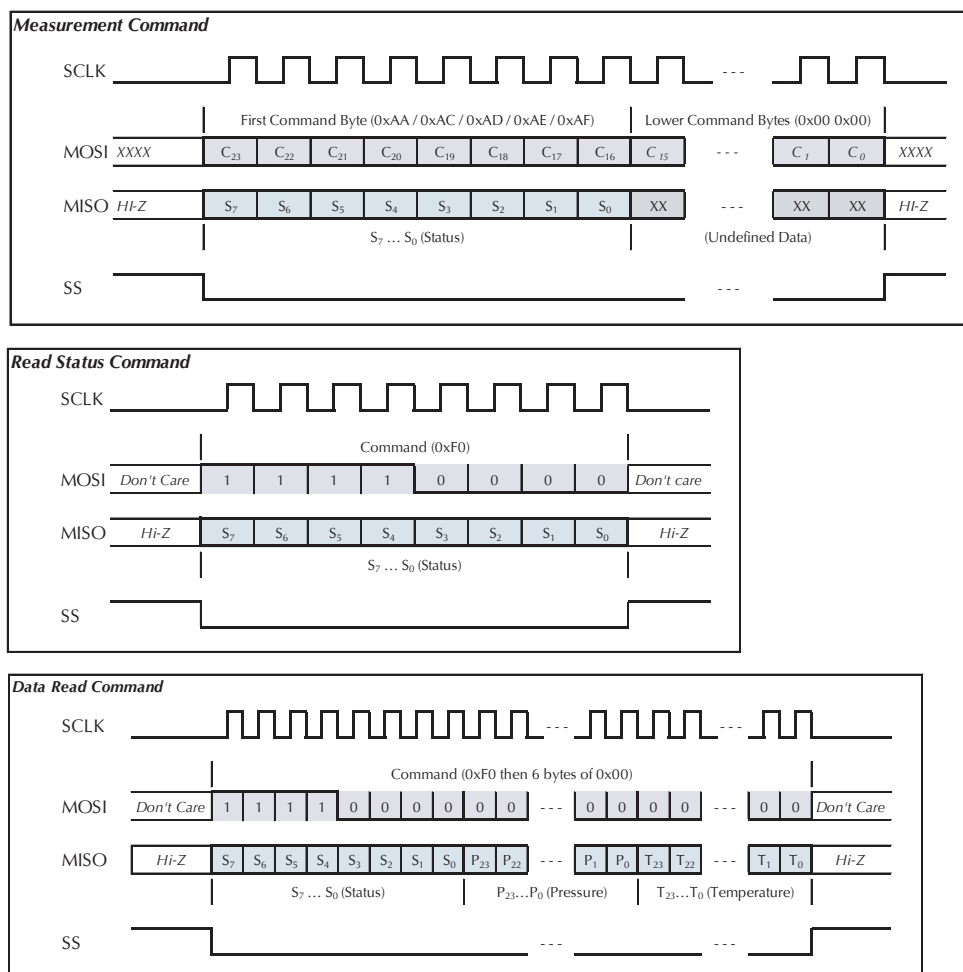 Measurement Command
SCLK - - -
First Command Byte (0xAA / 0xAC / 0xAD / 0xAE / 0xAF) Lower Command Bytes (0x00 0x00)
MOSI XXXX C23 C22 C21 C20 C19 C18 C17 C16 C15 - - - C1 C0 XXXX
MISO HI-Z S7 S6 S5 S4 S3 S2 S1 S0 XX - - - XX XX HI-Z
S7 … S0 (Status) (Undefined Data)
SS - - -
Read Status Command
SCLK
Command (0xF0)
MOSI Don't Care 1 1 1 1 0 0 0 0 Don't care
MISO Hi-Z S7 S6 S5 S4 S3 S2 S1 S0 Hi-Z
S7 … S0 (Status)
SS
Data Read Command
SCLK - - - - - -
Command (0xF0 then 6 bytes of 0x00)
MOSI Don't Care 1 1 1 1 0 0 0 0 0 0 - - - 0 0 0 0 - - - 0 0 Don't Care
MISO Hi-Z S7 S6 S5 S4 S3 S2 S1 S0 P23 P22 - - - P1 P0 T23 T22 - - - T1 T0 Hi-Z
S7 … S0 (Status) P23…P0 (Pressure) T23…T0 (Temperature)
SS - - - - - -